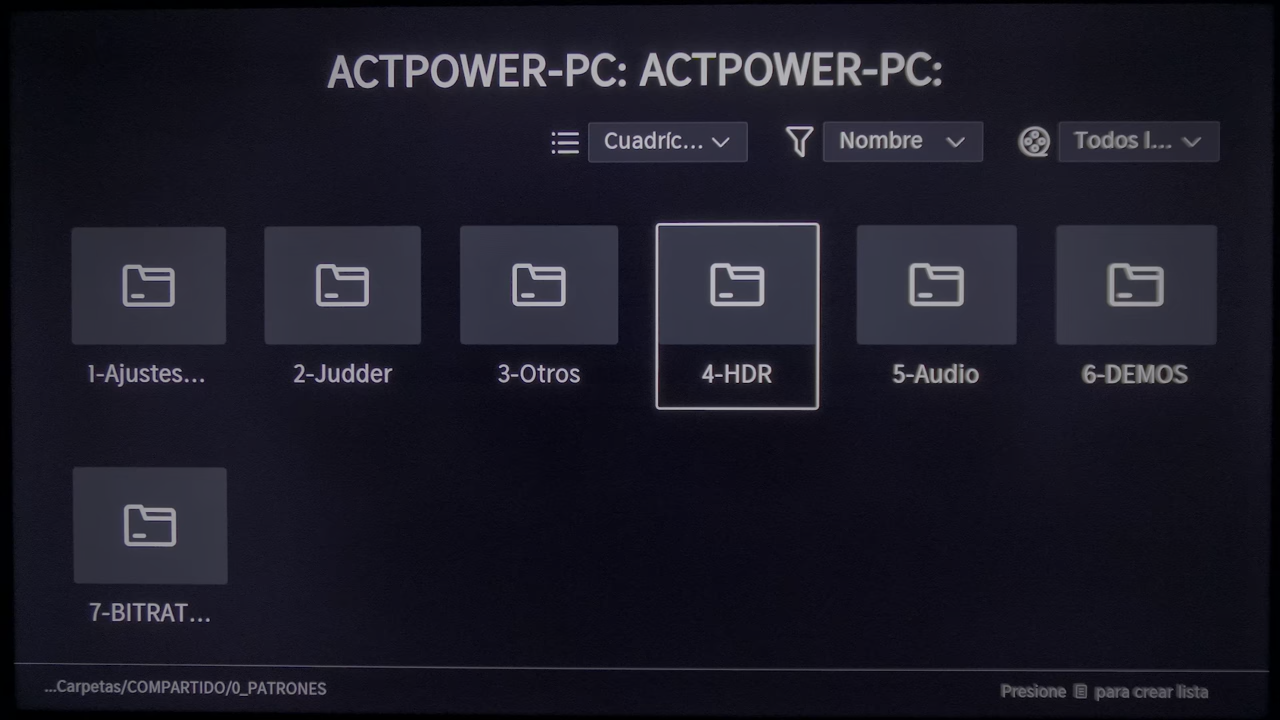 ACTPOWER-PC: ACTPOWER-PC:
Cuadríc... Nombre Todos l...
1-Ajustes... 2-Judder 3-Otros 4-HDR 5-Audio 6-DEMOS
7-BITRAT...
...Carpetas/COMPARTIDO/0_PATRONES Presione para crear lista